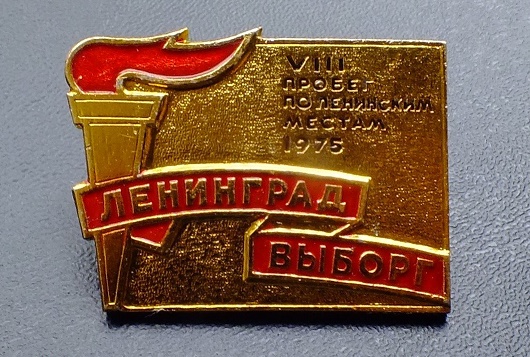 VIII
ПРОБЕГ
ПО ЛЕНИНСКИМ
МЕСТАМ
1975
ЛЕНИНГРАД
ВЫБОРГ